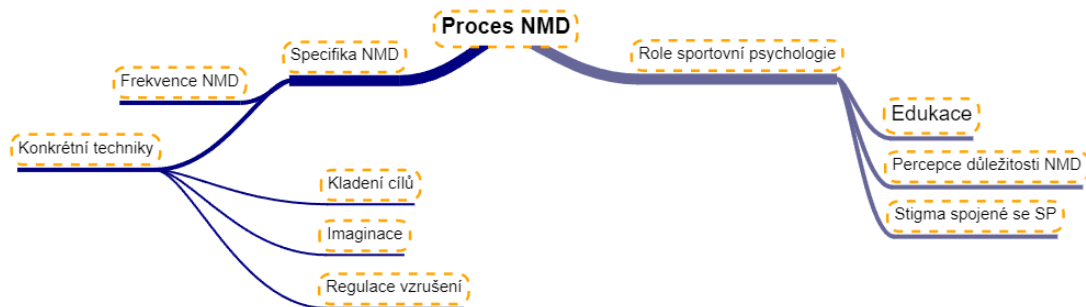 Proces NMD
Specifika NMD
Frekvence NMD
Konkrétní techniky
Kladení cílů
Imaginace
Regulace vzrušení
Role sportovní psychologie
Edukace
Percepce důležitosti NMD
Stigma spojené se SP